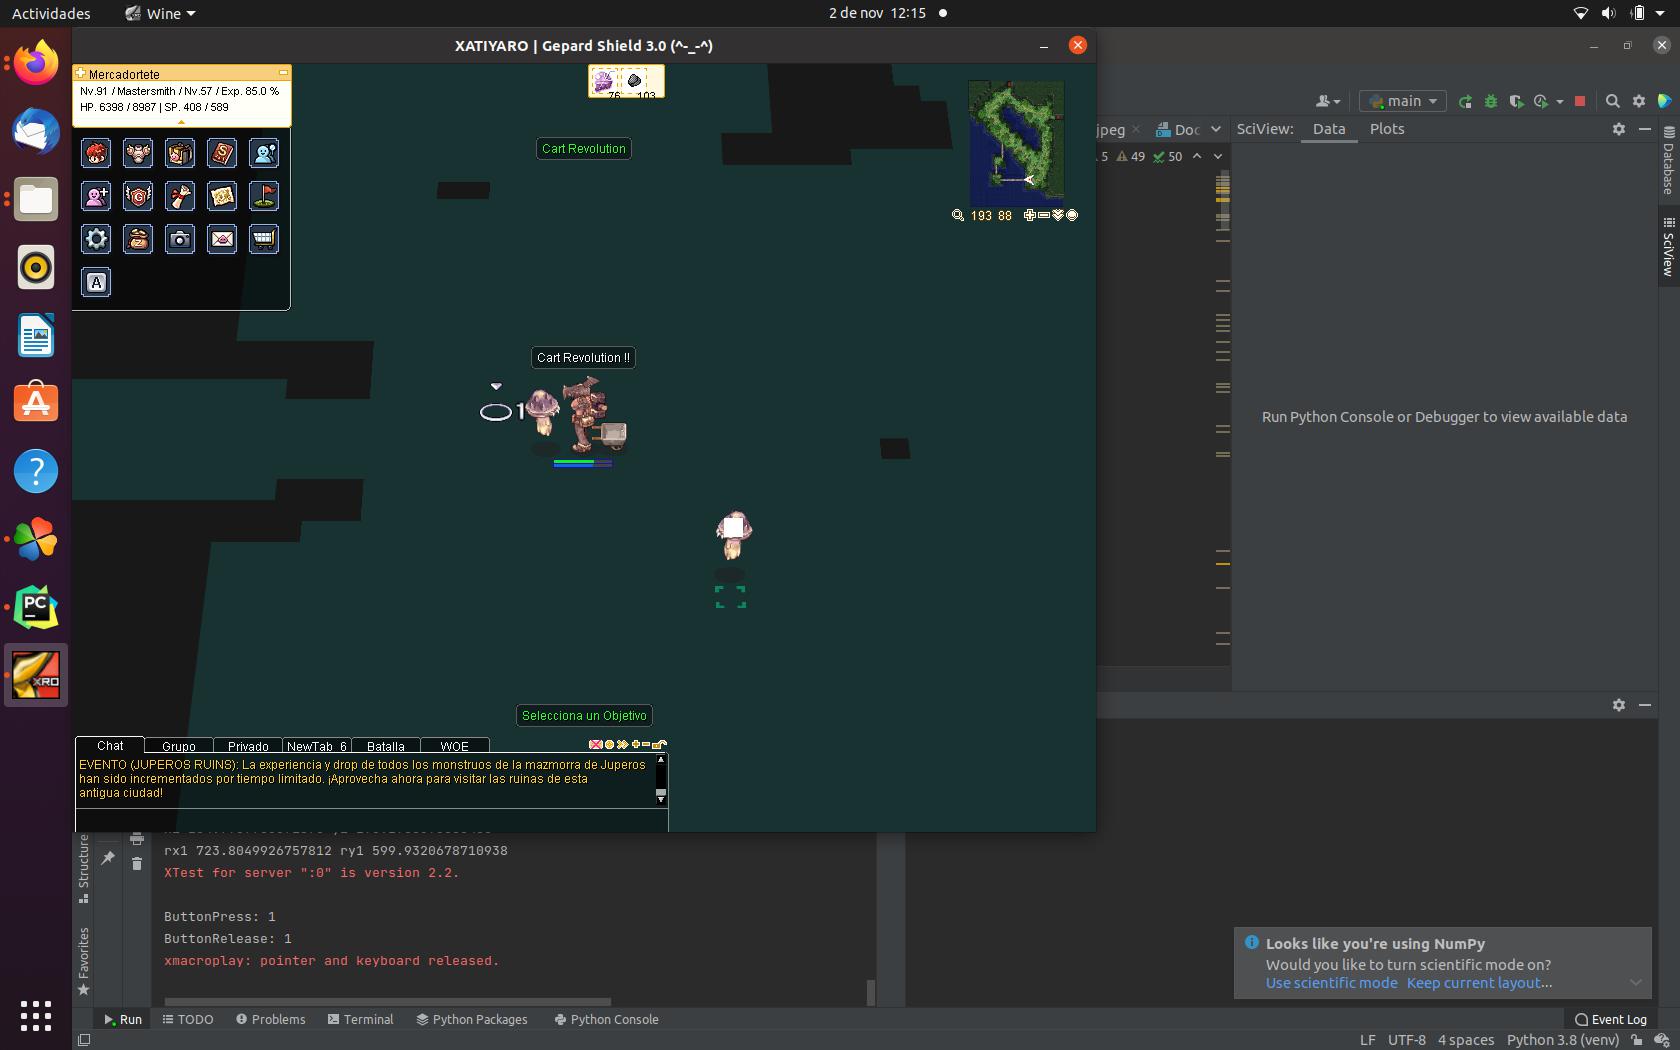 Actividades
Wine
2 de nov 12:15
XATIYARO | Gepard Shield 3.0 (^-_-^)
Mercadortete
Nv.91 / Mastersmith / Nv.57 / Exp. 85.0 %
HP. 6398 / 8987 | SP. 408 / 589
76 103
A
Cart Revolution
193 88
Cart Revolution !!
1
Selecciona un Objetivo
Chat Grupo Privado NewTab_6 Batalla WOE
EVENTO (JUPEROS RUINS): La experiencia y drop de todos los monstruos de la mazmorra de Juperos
han sido incrementados por tiempo limitado. ¡Aprovecha ahora para visitar las ruinas de esta
antigua ciudad!
main
jpeg
Doc
SciView: Data Plots
5 49 50
Database
SciView
Run Python Console or Debugger to view available data
PC
XRO
Structure
Favorites
rx1 723.8049926757812 ry1 599.9320678710938
XTest for server ":0" is version 2.2.
ButtonPress: 1
ButtonRelease: 1
xmacroplay: pointer and keyboard released.
Looks like you're using NumPy
Would you like to turn scientific mode on?
Use scientific mode Keep current layout...
Run TODO Problems Terminal Python Packages Python Console Event Log
LF UTF-8 4 spaces Python 3.8 (venv)